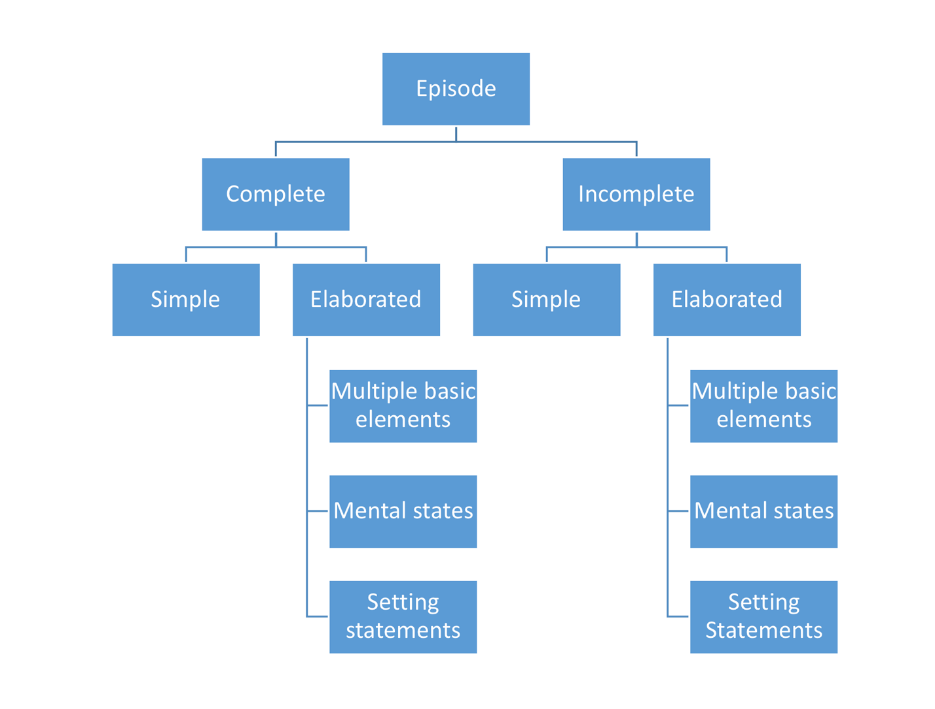 Episode
Complete
Incomplete
Simple
Elaborated
Simple
Elaborated
Multiple basic
elements
Multiple basic
elements
Mental states
Mental states
Setting
statements
Setting
Statements